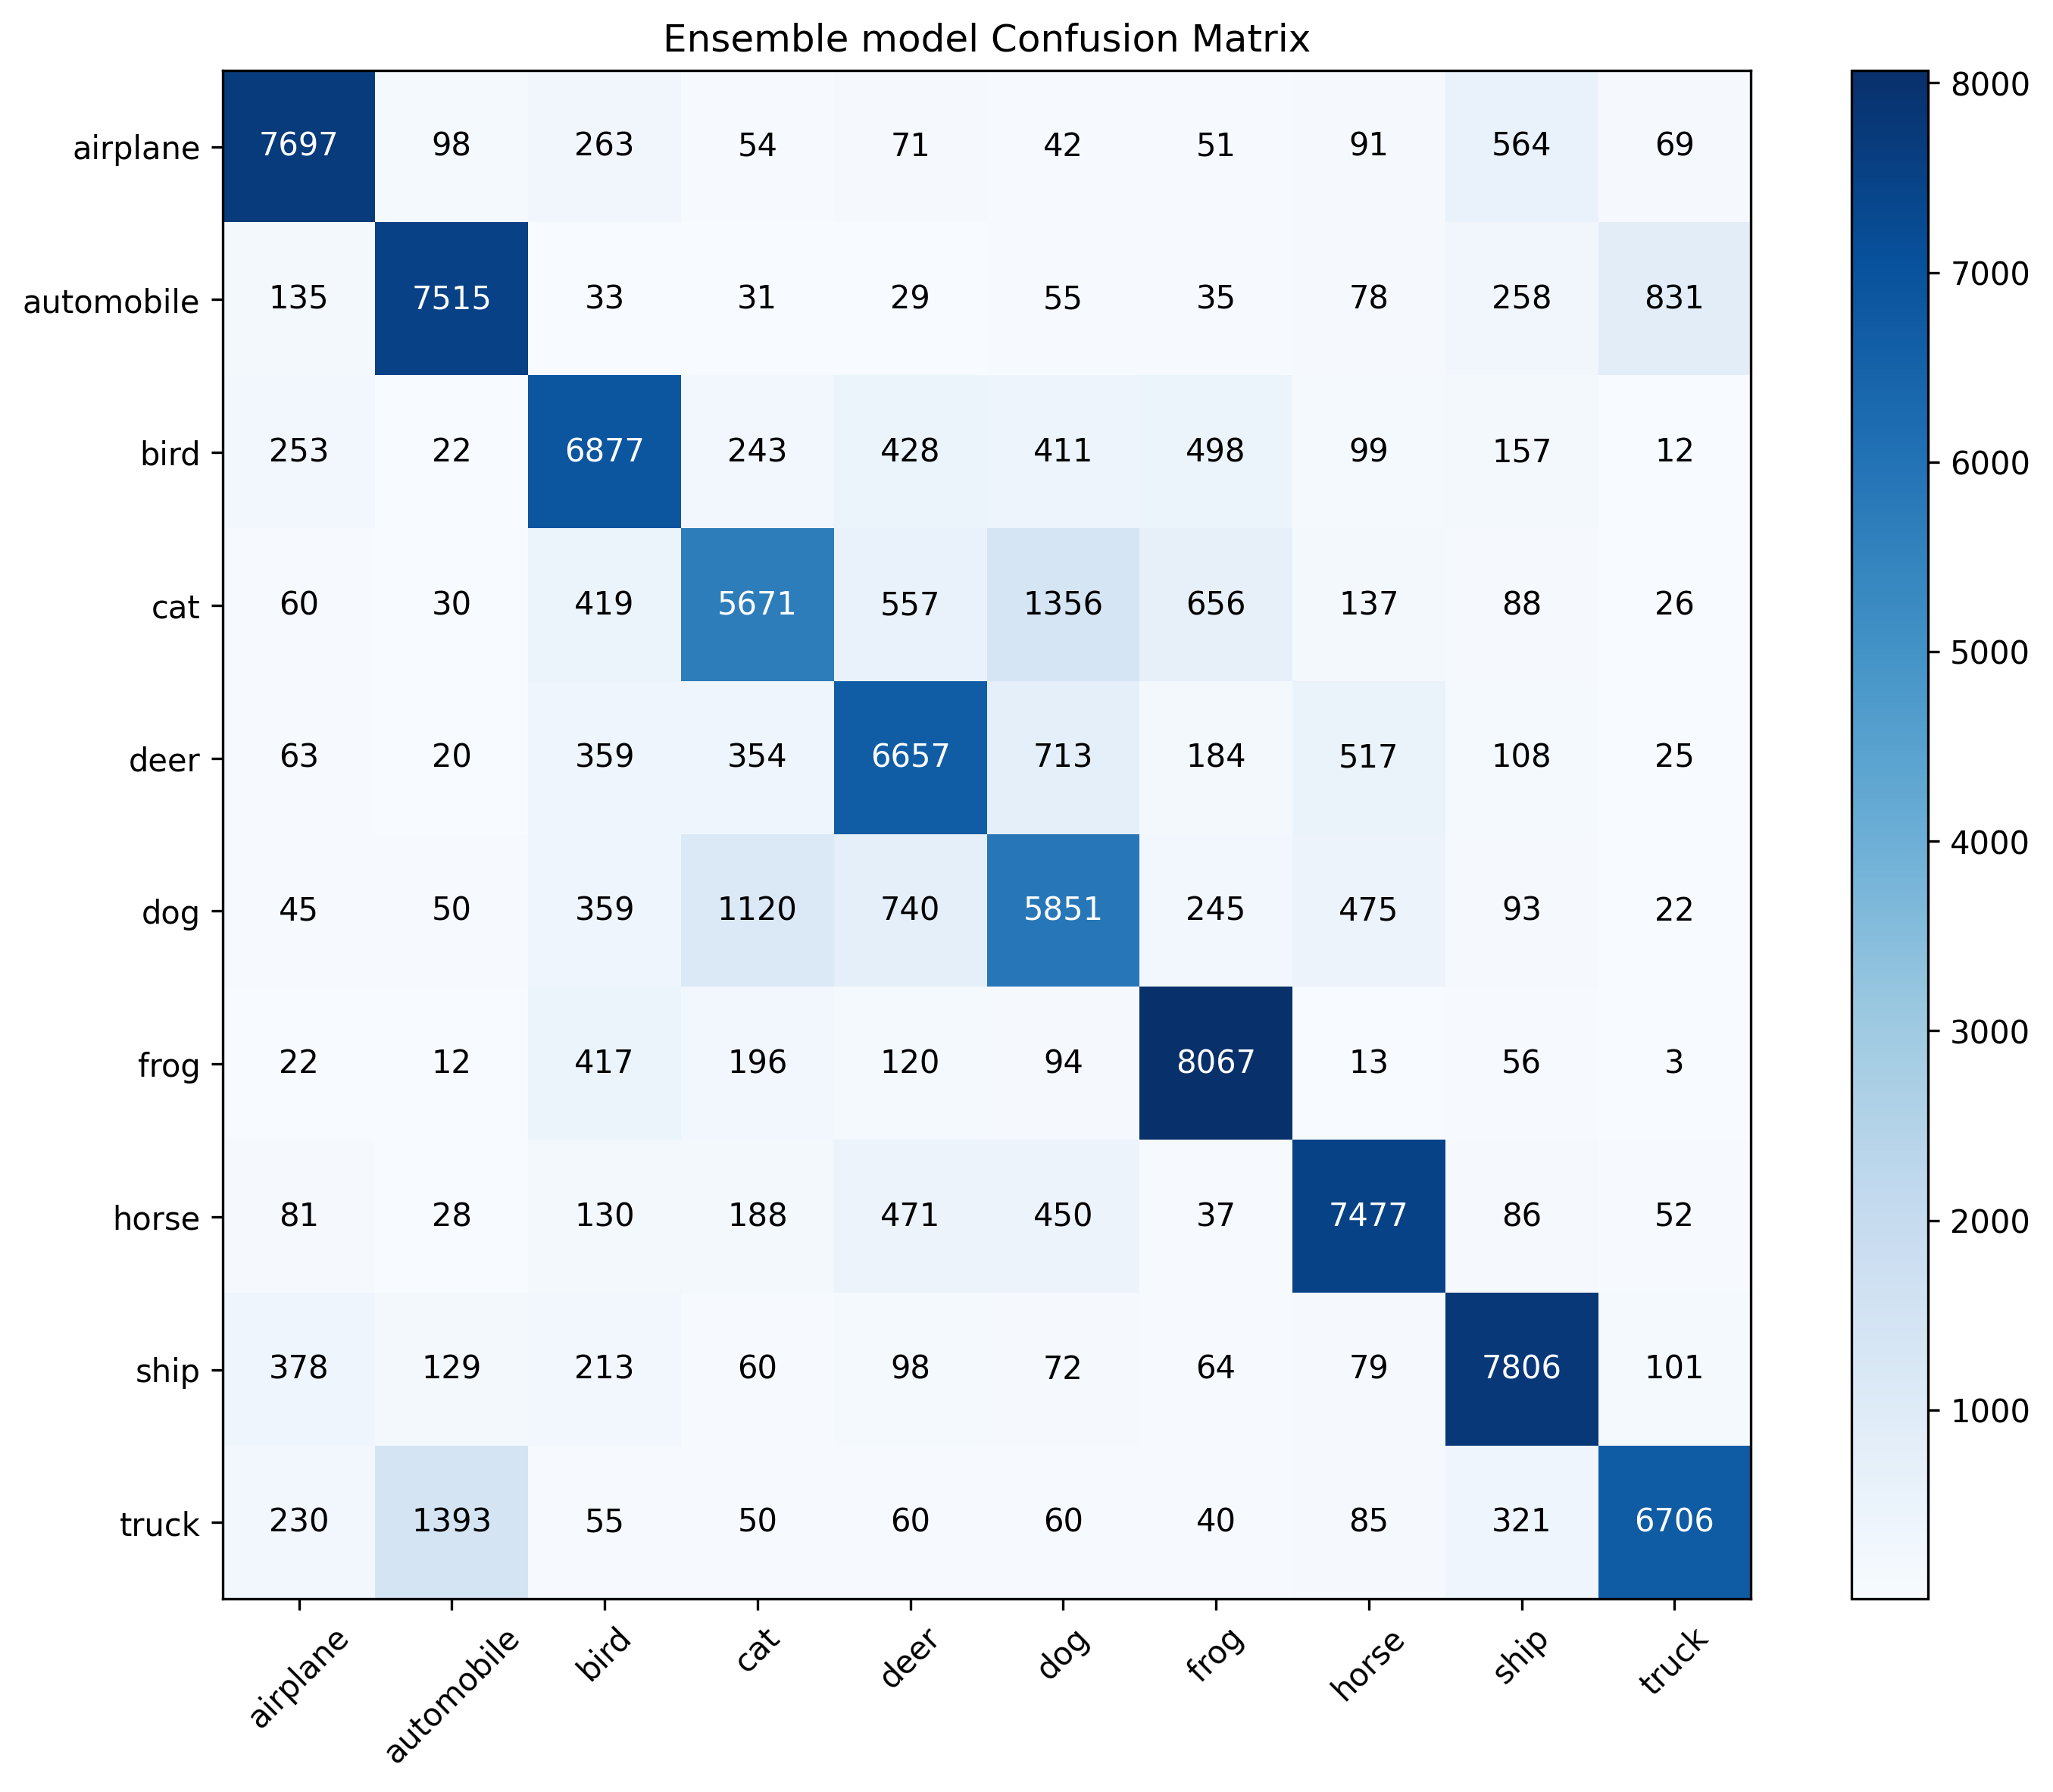 Ensemble model Confusion Matrix
airplane 7697 98 263 54 71 42 51 91 564 69
automobile 135 7515 33 31 29 55 35 78 258 831
bird 253 22 6877 243 428 411 498 99 157 12
cat 60 30 419 5671 557 1356 656 137 88 26
deer 63 20 359 354 6657 713 184 517 108 25
dog 45 50 359 1120 740 5851 245 475 93 22
frog 22 12 417 196 120 94 8067 13 56 3
horse 81 28 130 188 471 450 37 7477 86 52
ship 378 129 213 60 98 72 64 79 7806 101
truck 230 1393 55 50 60 60 40 85 321 6706
airplane automobile bird cat deer dog frog horse ship truck
8000
7000
6000
5000
4000
3000
2000
1000